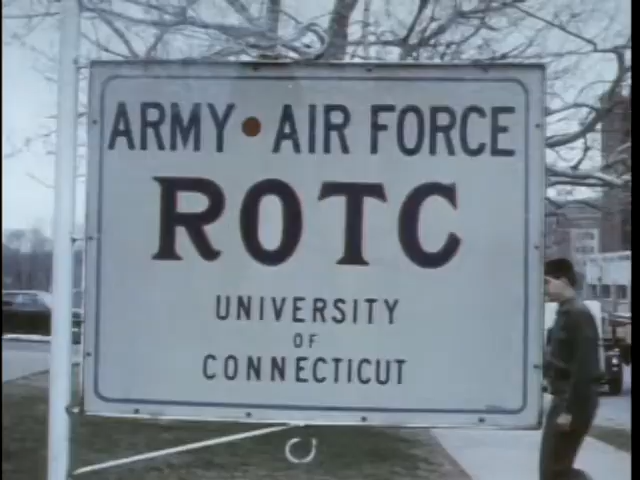 ARMY • AIR FORCE
ROTC
UNIVERSITY
OF
CONNECTICUT